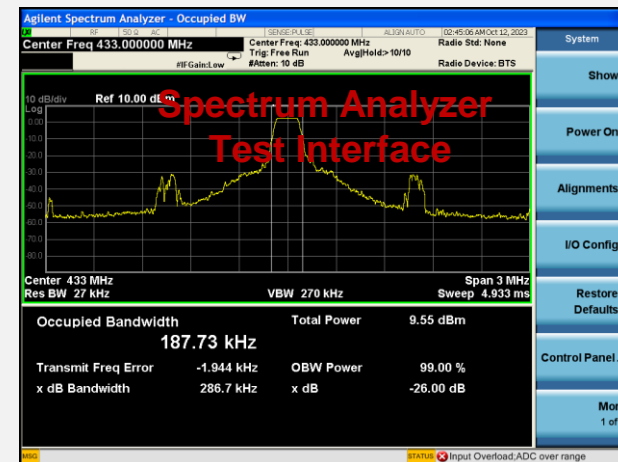 Agilent Spectrum Analyzer - Occupied BW
RF 50 Ω AC SENSE:PULSE ALIGN AUTO 02:45:06 AM Oct 12, 2023
Center Freq 433.000000 MHz
Center Freq: 433.000000 MHz
Radio Std: None
Trig: Free Run Avg|Hold:> 10/10
#IFGain:Low #Atten: 10 dB Radio Device: BTS
10 dB/div Ref 10.00 dBm
Log
Spectrum Analyzer
Test Interface
0.00
-10.0
-20.0
-30.0
-40.0
-50.0
-60.0
-80.0
Center 433 MHz Span 3 MHz
Res BW 27 kHz VBW 270 kHz Sweep 4.933 ms
Occupied Bandwidth Total Power 9.55 dBm
187.73 kHz
Transmit Freq Error -1.944 kHz OBW Power 99.00 %
x dB Bandwidth 286.7 kHz x dB -26.00 dB
MSG STATUS Input Overload;ADC over range
System
Show
Power On
Alignments
I/O Config
Restore
Defaults
Control Panel
Mor
1 of